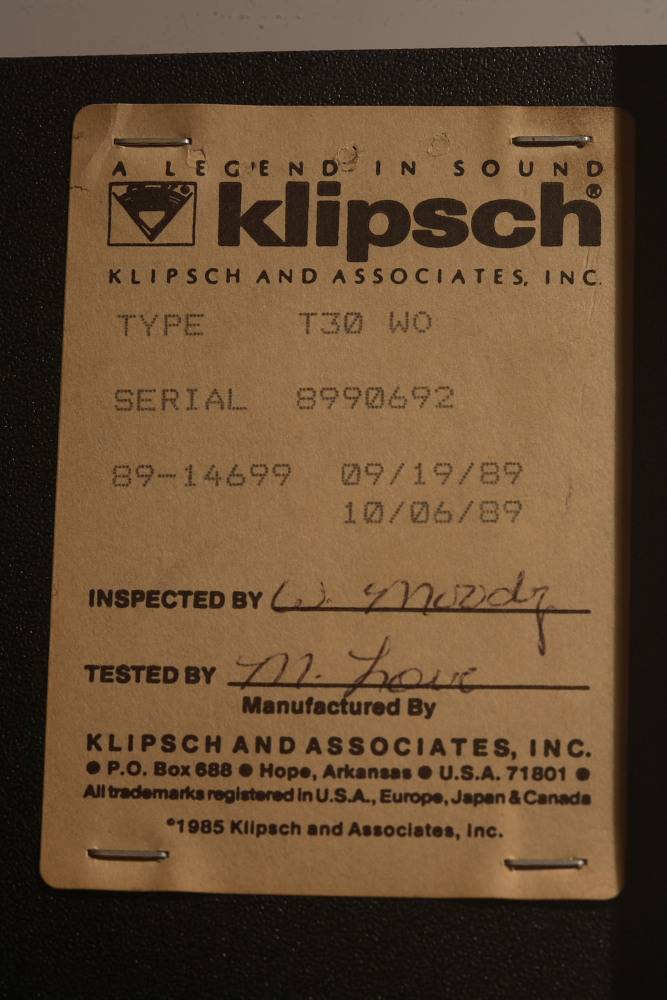 A LEGEND IN SOUND
klipsch®
KLIPSCH AND ASSOCIATES, INC.
TYPE T30 WO
SERIAL 8990692
89-14699 09/19/89
10/06/89
INSPECTED BY W. Moody
TESTED BY M. Lowe
Manufactured By
KLIPSCH AND ASSOCIATES, INC.
● P.O. Box 688 ● Hope, Arkansas ● U.S.A. 71801 ●
All trademarks registered in U.S.A., Europe, Japan & Canada
©1985 Klipsch and Associates, Inc.